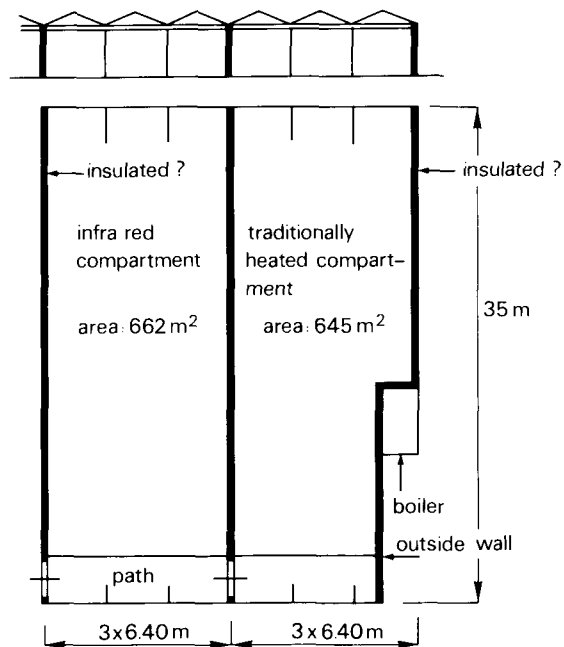 insulated ?
insulated ?
infra red
compartment
traditionally
heated compart–
ment
area: 662 m²
area: 645 m²
35 m
boiler
outside wall
path
3 x 6.40 m
3 x 6.40 m